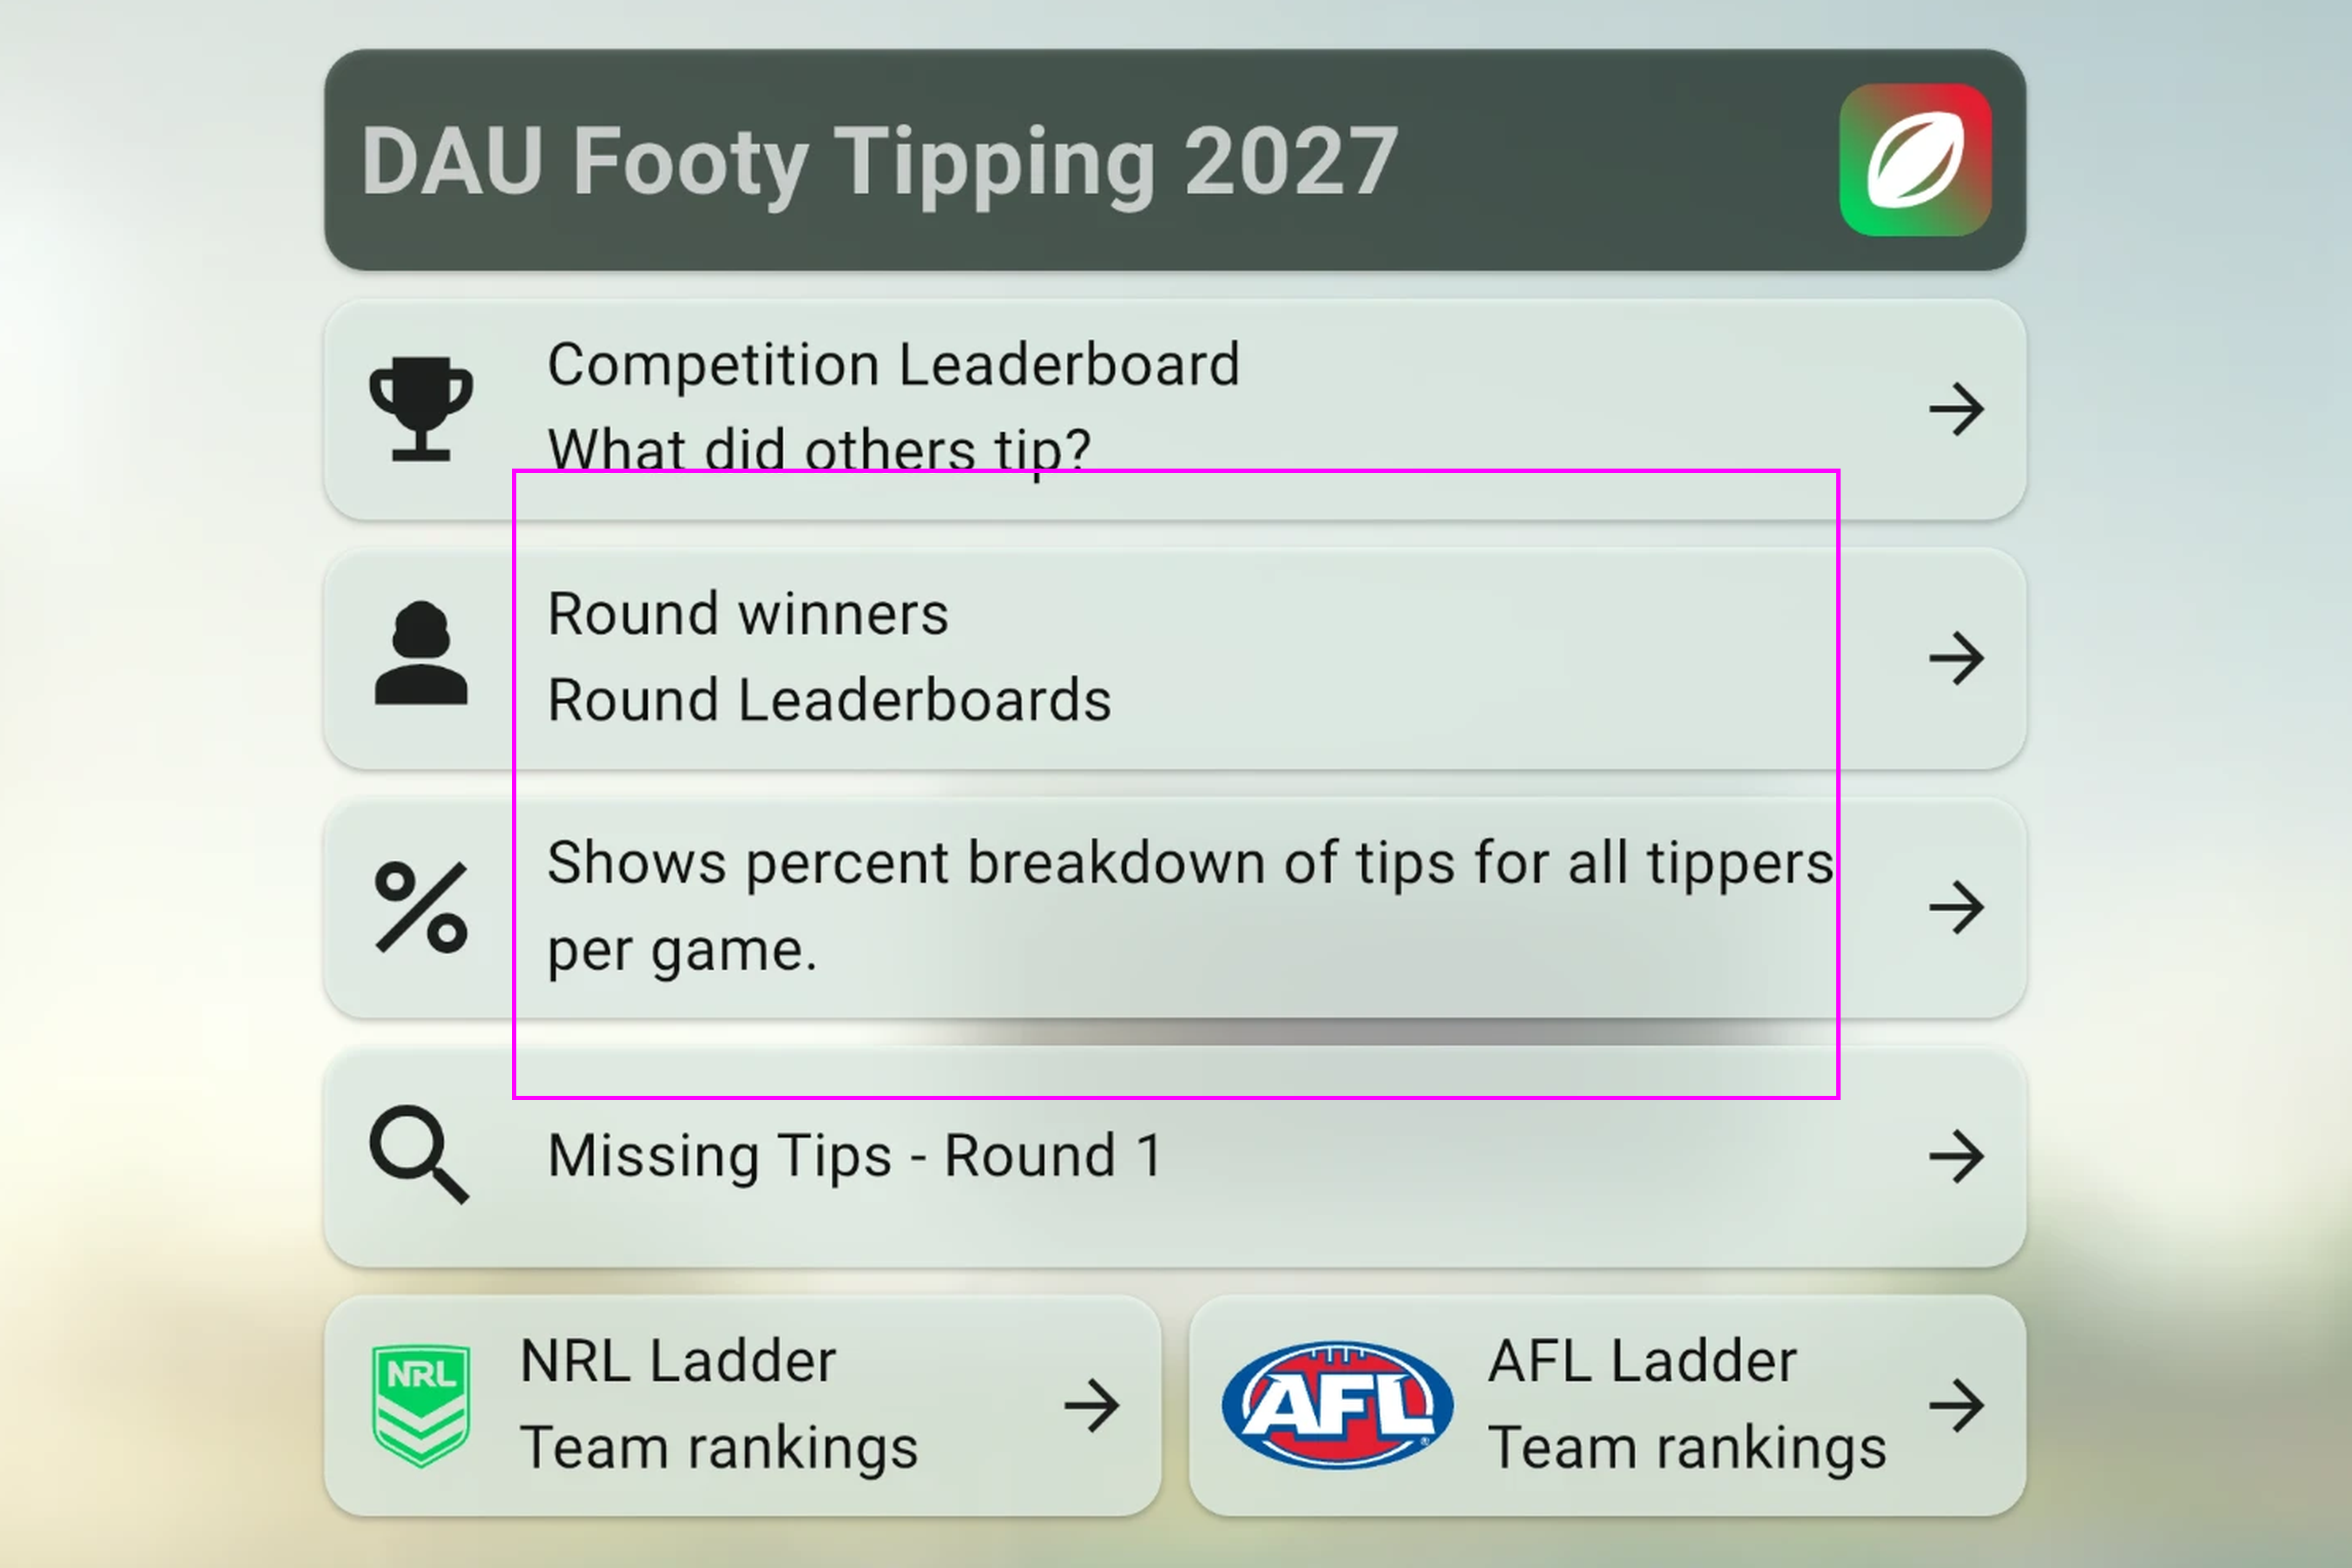 DAU Footy Tipping 2027
Competition Leaderboard
What did others tip?
Round winners
Round Leaderboards
Shows percent breakdown of tips for all tippers
per game.
Missing Tips - Round 1
NRL
NRL Ladder
Team rankings
AFL
AFL Ladder
Team rankings